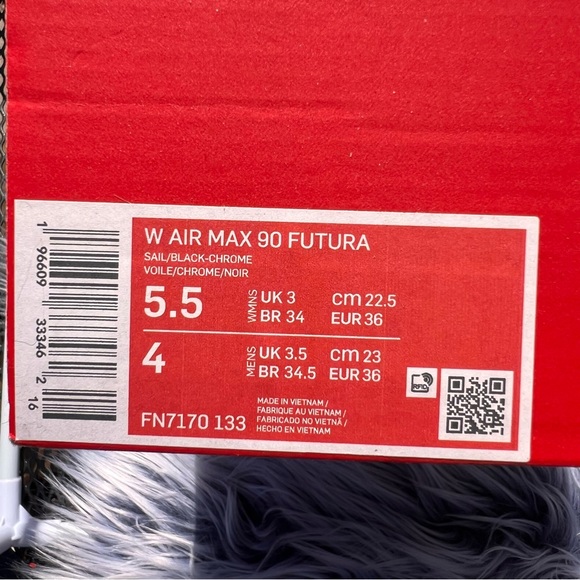 W AIR MAX 90 FUTURA
SAIL/BLACK-CHROME
VOILE/CHROME/NOIR
5.5 WMNS UK 3 cm 22.5
BR 34 EUR 36
4 MENS UK 3.5 cm 23
BR 34.5 EUR 36
FN7170 133
MADE IN VIETNAM /
FABRIQUE AU VIETNAM /
FABRICADO NO VIETNÃ /
HECHO EN VIETNAM
RFID
1 96609 33346 2
16